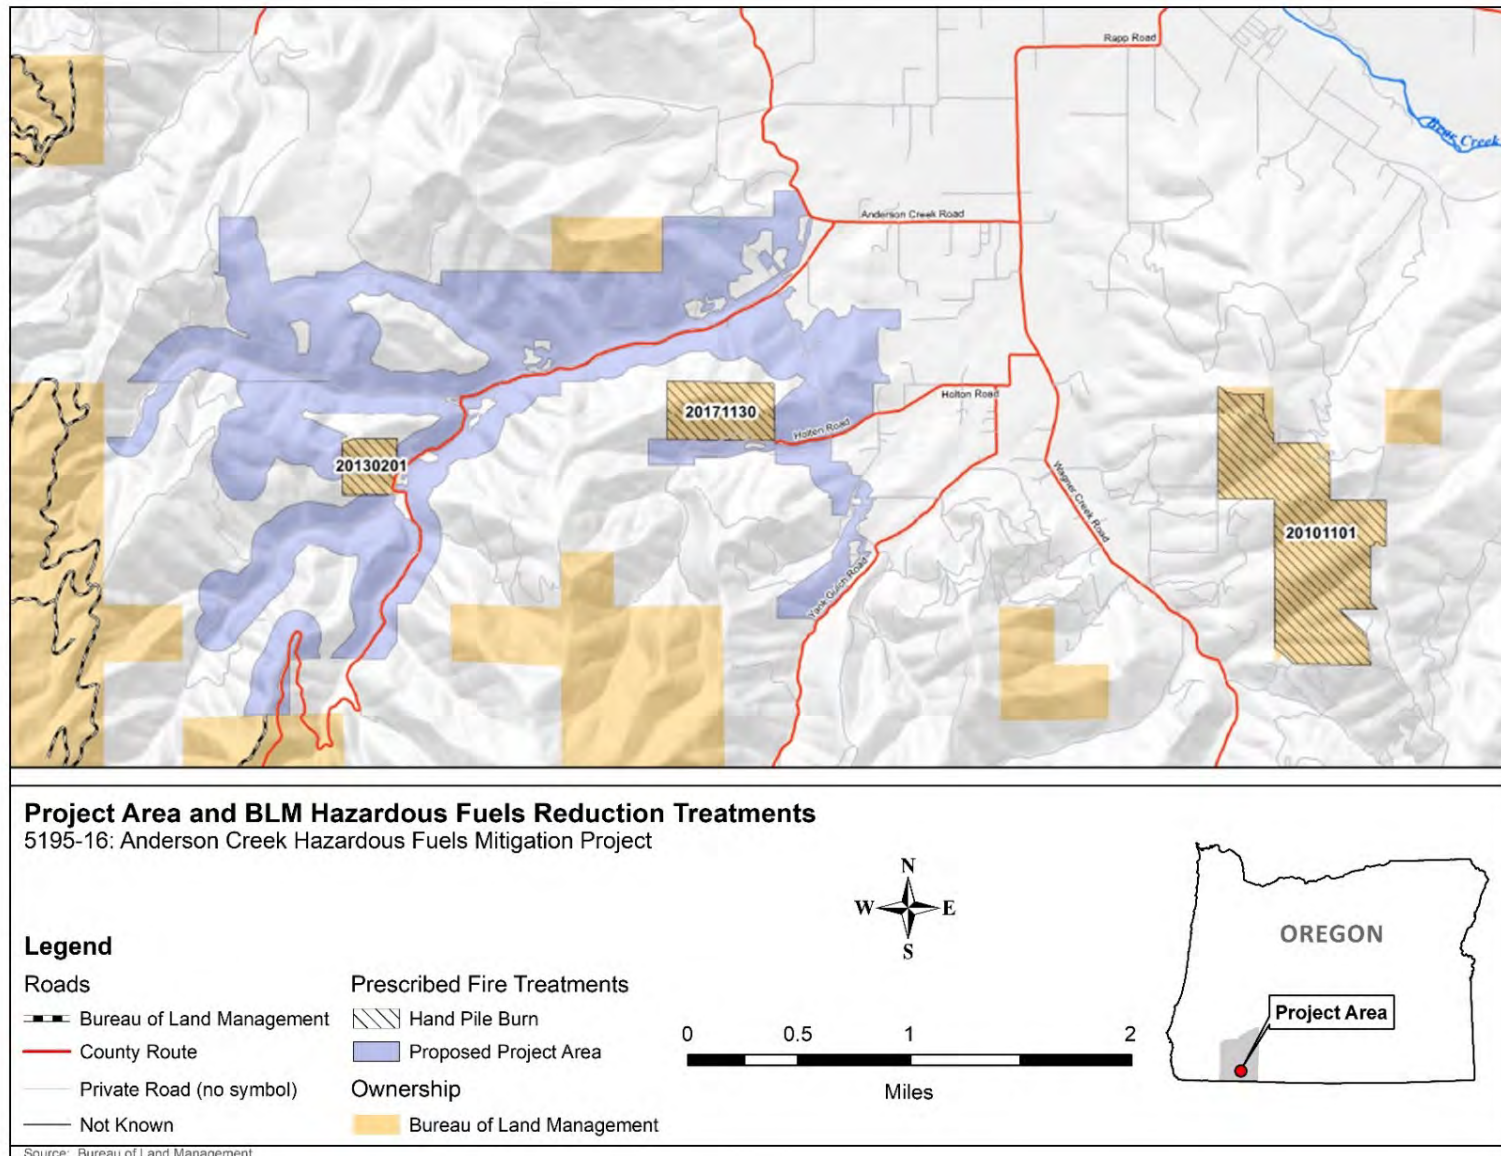 Rapp Road
Bear Creek
Anderson Creek Road
Holton Road
20171130
Holten Road
20130201
Wagner Creek Road
20101101
Yank Gulch Road
Project Area and BLM Hazardous Fuels Reduction Treatments
5195-16: Anderson Creek Hazardous Fuels Mitigation Project
N
W E
S
OREGON
Project Area
Legend
Roads
Bureau of Land Management
County Route
Private Road (no symbol)
Not Known
Prescribed Fire Treatments
Hand Pile Burn
Proposed Project Area
Ownership
Bureau of Land Management
0 0.5 1 2
Miles
Source: Bureau of Land Management